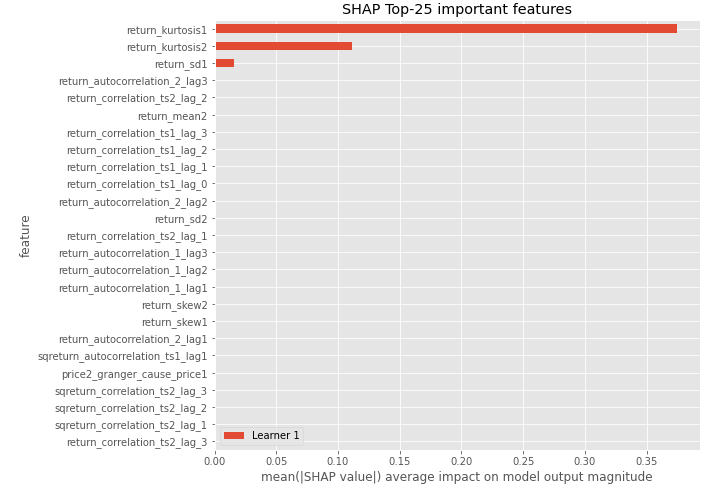 SHAP Top-25 important features
return_kurtosis1
return_kurtosis2
return_sd1
return_autocorrelation_2_lag3
return_correlation_ts2_lag_2
return_mean2
return_correlation_ts1_lag_3
return_correlation_ts1_lag_2
return_correlation_ts1_lag_1
return_correlation_ts1_lag_0
return_autocorrelation_2_lag2
return_sd2
return_correlation_ts2_lag_1
return_autocorrelation_1_lag3
return_autocorrelation_1_lag2
return_autocorrelation_1_lag1
return_skew2
return_skew1
return_autocorrelation_2_lag1
sqreturn_autocorrelation_ts1_lag1
price2_granger_cause_price1
sqreturn_correlation_ts2_lag_3
sqreturn_correlation_ts2_lag_2
sqreturn_correlation_ts2_lag_1
return_correlation_ts2_lag_3
feature
Learner 1
0.00 0.05 0.10 0.15 0.20 0.25 0.30 0.35
mean(|SHAP value|) average impact on model output magnitude